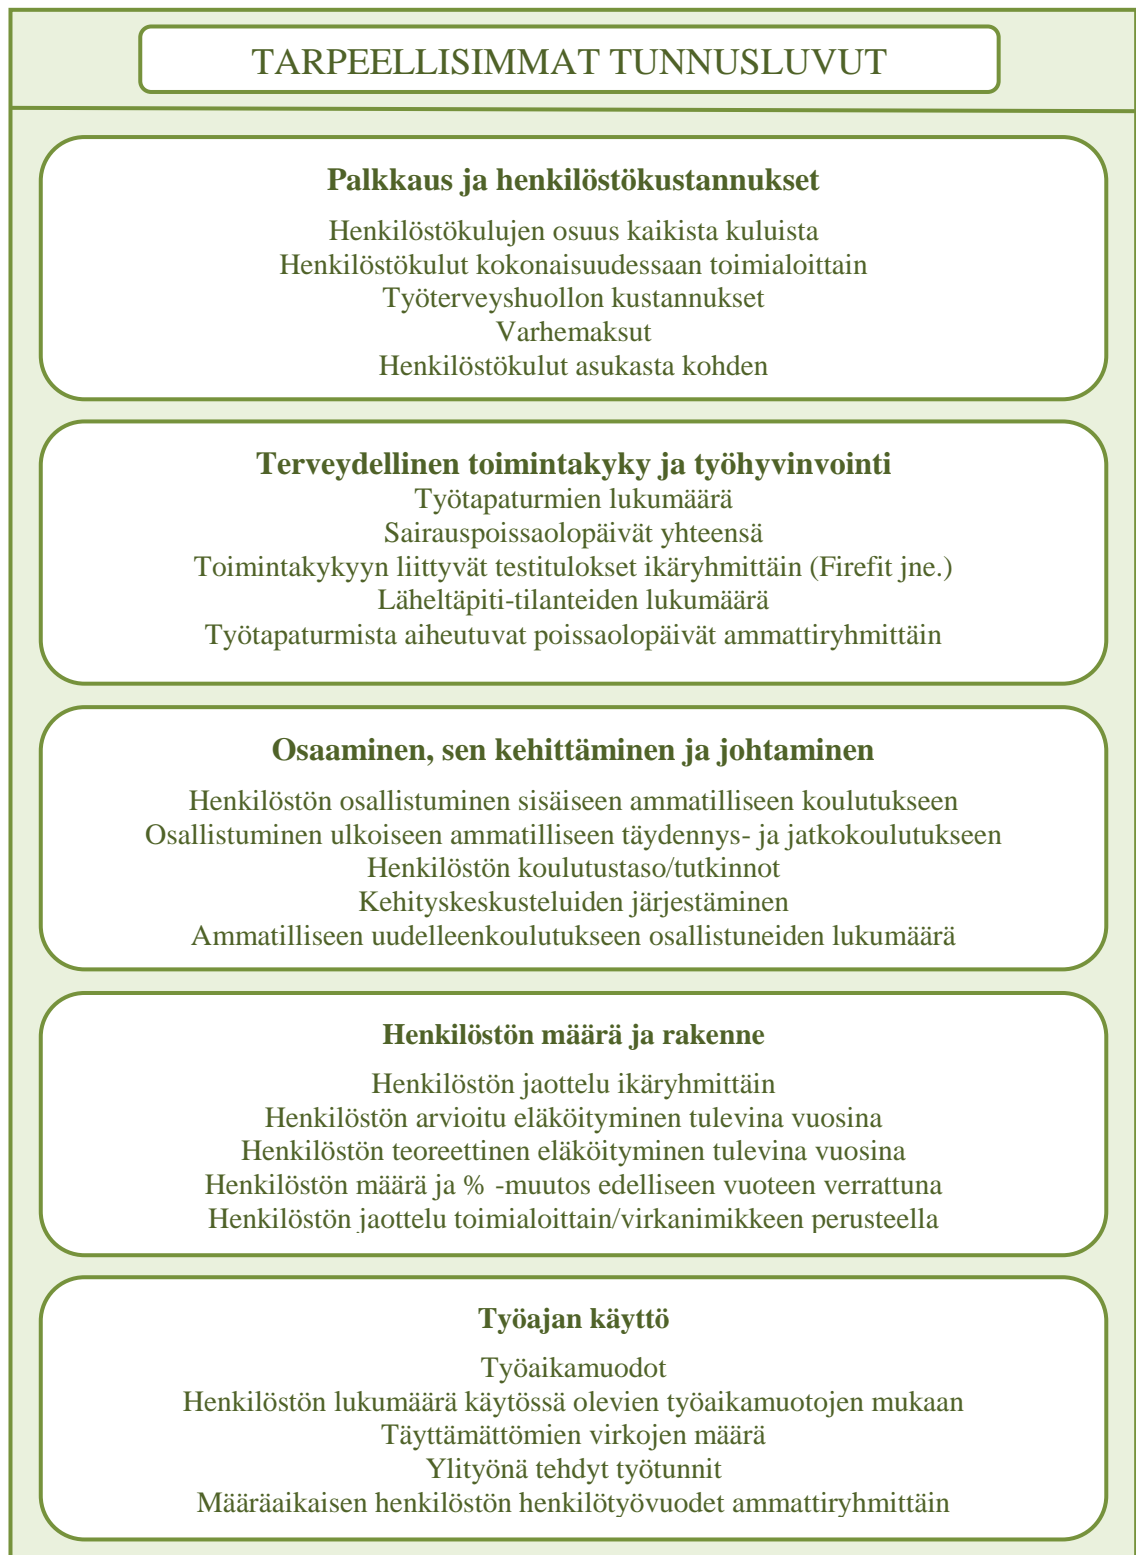 TARPEELLISIMMAT TUNNUSLUVUT
Palkkaus ja henkilöstökustannukset
Henkilöstökulujen osuus kaikista kuluista
Henkilöstökulut kokonaisuudessaan toimialoittain
Työterveyshuollon kustannukset
Varhemaksut
Henkilöstökulut asukasta kohden
Terveydellinen toimintakyky ja työhyvinvointi
Työtapaturmien lukumäärä
Sairauspoissaolopäivät yhteensä
Toimintakykyyn liittyvät testitulokset ikäryhmittäin (Firefit jne.)
Läheltäpiti-tilanteiden lukumäärä
Työtapaturmista aiheutuvat poissaolopäivät ammattiryhmittäin
Osaaminen, sen kehittäminen ja johtaminen
Henkilöstön osallistuminen sisäiseen ammatilliseen koulutukseen
Osallistuminen ulkoiseen ammatilliseen täydennys- ja jatkokoulutukseen
Henkilöstön koulutustaso/tutkinnot
Kehityskeskusteluiden järjestäminen
Ammatilliseen uudelleenkoulutukseen osallistuneiden lukumäärä
Henkilöstön määrä ja rakenne
Henkilöstön jaottelu ikäryhmittäin
Henkilöstön arvioitu eläköityminen tulevina vuosina
Henkilöstön teoreettinen eläköityminen tulevina vuosina
Henkilöstön määrä ja % -muutos edelliseen vuoteen verrattuna
Henkilöstön jaottelu toimialoittain/virkanimikkeen perusteella
Työajan käyttö
Työaikamuodot
Henkilöstön lukumäärä käytössä olevien työaikamuotojen mukaan
Täyttämättömien virkojen määrä
Ylityönä tehdyt työtunnit
Määräaikaisen henkilöstön henkilötyövuodet ammattiryhmittäin